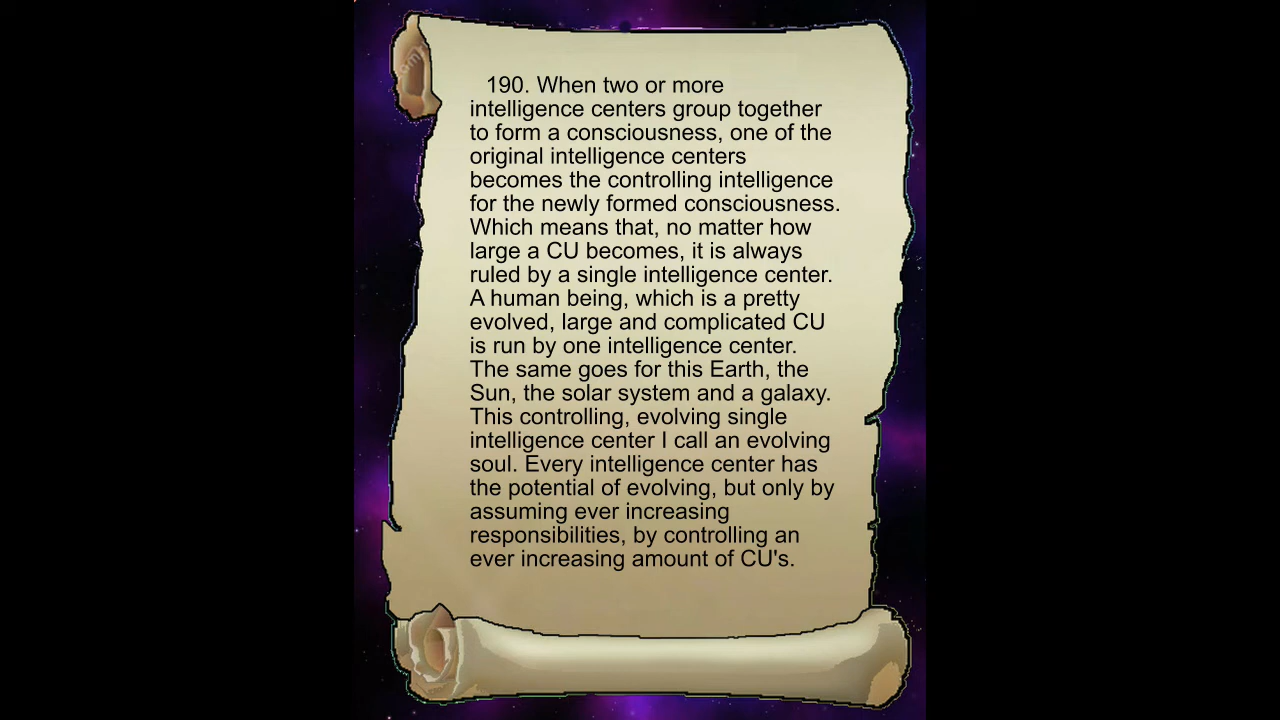 190. When two or more
intelligence centers group together
to form a consciousness, one of the
original intelligence centers
becomes the controlling intelligence
for the newly formed consciousness.
Which means that, no matter how
large a CU becomes, it is always
ruled by a single intelligence center.
A human being, which is a pretty
evolved, large and complicated CU
is run by one intelligence center.
The same goes for this Earth, the
Sun, the solar system and a galaxy.
This controlling, evolving single
intelligence center I call an evolving
soul. Every intelligence center has
the potential of evolving, but only by
assuming ever increasing
responsibilities, by controlling an
ever increasing amount of CU's.